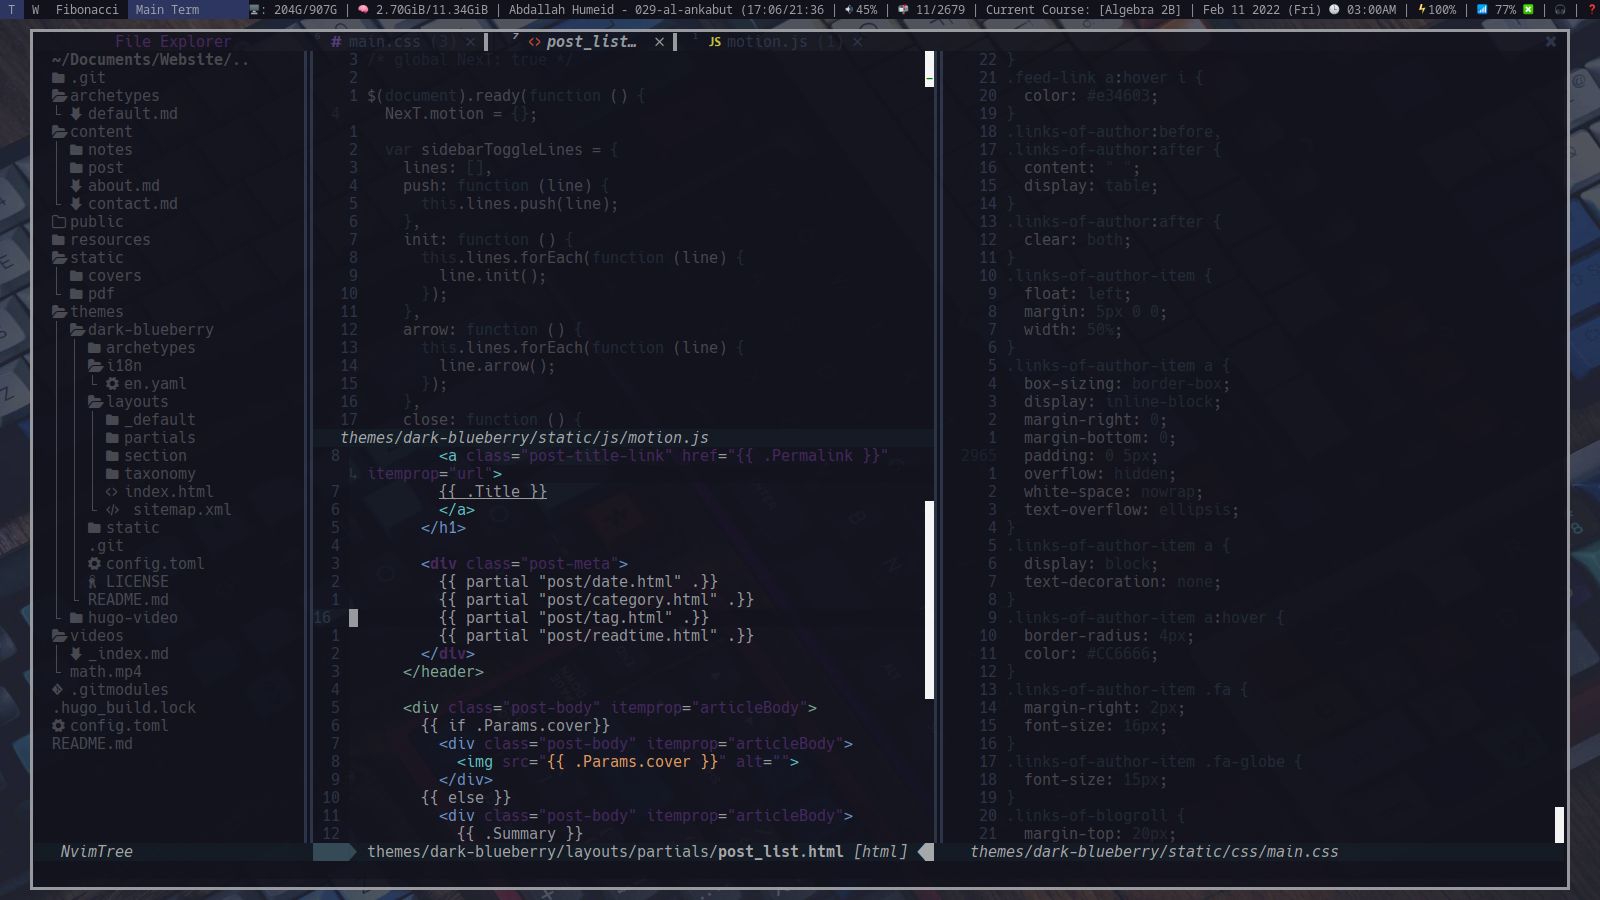 T W Fibonacci Main Term : 204G/907G | 2.70GiB/11.34GiB | Abdallah Humeid - 029-al-ankabut (17:06/21:36 | 45% | 11/2679 | Current Course: [Algebra 2B] | Feb 11 2022 (Fri) 03:00AM | 100% | 77% | | ?
File Explorer
~/Documents/Website/..
.git
archetypes
default.md
content
notes
post
about.md
contact.md
public
resources
static
covers
pdf
themes
dark-blueberry
archetypes
i18n
en.yaml
layouts
_default
partials
section
taxonomy
index.html
sitemap.xml
static
.git
config.toml
LICENSE
README.md
hugo-video
videos
_index.md
math.mp4
.gitmodules
.hugo_build.lock
config.toml
README.md
NvimTree
6 # main.css (3) × 7 <> post_list… × 1 JS motion.js (1) ×
3 /* global NexT: true */
2
1 $(document).ready(function () {
4 NexT.motion = {};
1
2 var sidebarToggleLines = {
3 lines: [],
4 push: function (line) {
5 this.lines.push(line);
6 },
7 init: function () {
8 this.lines.forEach(function (line) {
9 line.init();
10 });
11 },
12 arrow: function () {
13 this.lines.forEach(function (line) {
14 line.arrow();
15 });
16 },
17 close: function () {
themes/dark-blueberry/static/js/motion.js
8 <a class="post-title-link" href="{{ .Permalink }}"
↳ itemprop="url">
7 {{ .Title }}
6 </a>
5 </h1>
4
3 <div class="post-meta">
2 {{ partial "post/date.html" .}}
1 {{ partial "post/category.html" .}}
16 {{ partial "post/tag.html" .}}
1 {{ partial "post/readtime.html" .}}
2 </div>
3 </header>
4
5 <div class="post-body" itemprop="articleBody">
6 {{ if .Params.cover}}
7 <div class="post-body" itemprop="articleBody">
8 <img src="{{ .Params.cover }}" alt="">
9 </div>
10 {{ else }}
11 <div class="post-body" itemprop="articleBody">
12 {{ .Summary }}
themes/dark-blueberry/layouts/partials/post_list.html [html]
22 }
21 .feed-link a:hover i {
20 color: #e34603;
19 }
18 .links-of-author:before,
17 .links-of-author:after {
16 content: " ";
15 display: table;
14 }
13 .links-of-author:after {
12 clear: both;
11 }
10 .links-of-author-item {
9 float: left;
8 margin: 5px 0 0;
7 width: 50%;
6 }
5 .links-of-author-item a {
4 box-sizing: border-box;
3 display: inline-block;
2 margin-right: 0;
1 margin-bottom: 0;
2965 padding: 0 5px;
1 overflow: hidden;
2 white-space: nowrap;
3 text-overflow: ellipsis;
4 }
5 .links-of-author-item a {
6 display: block;
7 text-decoration: none;
8 }
9 .links-of-author-item a:hover {
10 border-radius: 4px;
11 color: #CC6666;
12 }
13 .links-of-author-item .fa {
14 margin-right: 2px;
15 font-size: 16px;
16 }
17 .links-of-author-item .fa-globe {
18 font-size: 15px;
19 }
20 .links-of-blogroll {
21 margin-top: 20px;
themes/dark-blueberry/static/css/main.css